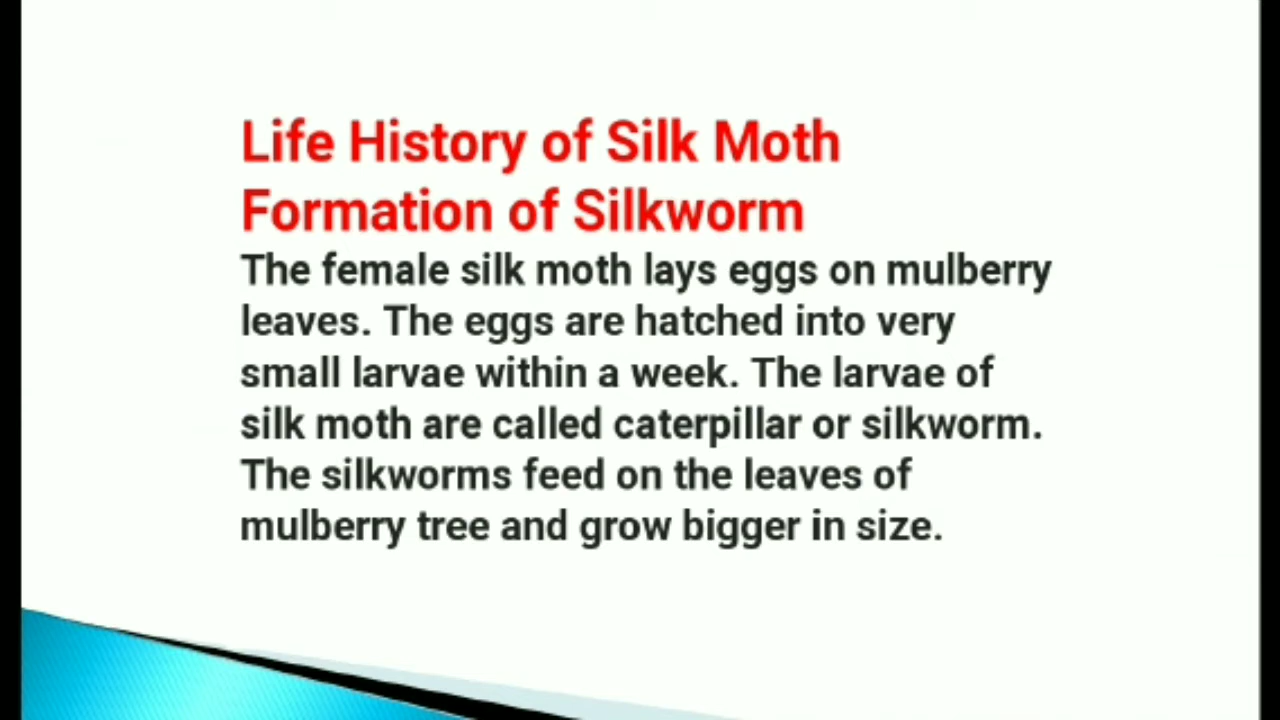 Life History of Silk Moth
Formation of Silkworm
The female silk moth lays eggs on mulberry
leaves. The eggs are hatched into very
small larvae within a week. The larvae of
silk moth are called caterpillar or silkworm.
The silkworms feed on the leaves of
mulberry tree and grow bigger in size.